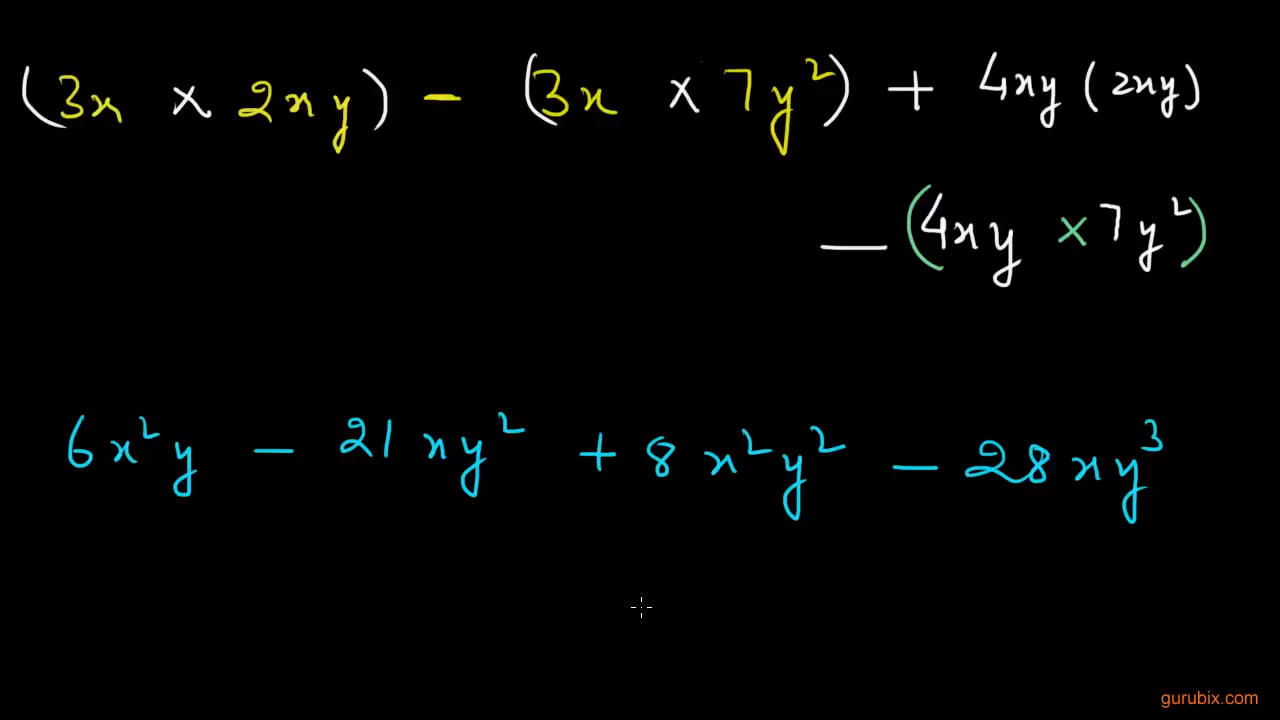 (3x × 2xy) - (3x × 7y²) + 4xy (2xy)
- (4xy × 7y²)
6x²y - 21xy² + 8x²y² - 28xy³
gurubix.com